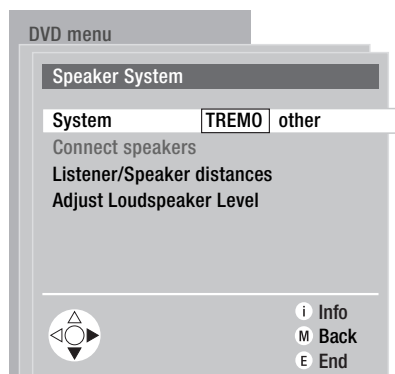 DVD menu
Speaker System
System TREMO other
Connect speakers
Listener/Speaker distances
Adjust Loudspeaker Level
i Info
M Back
E End